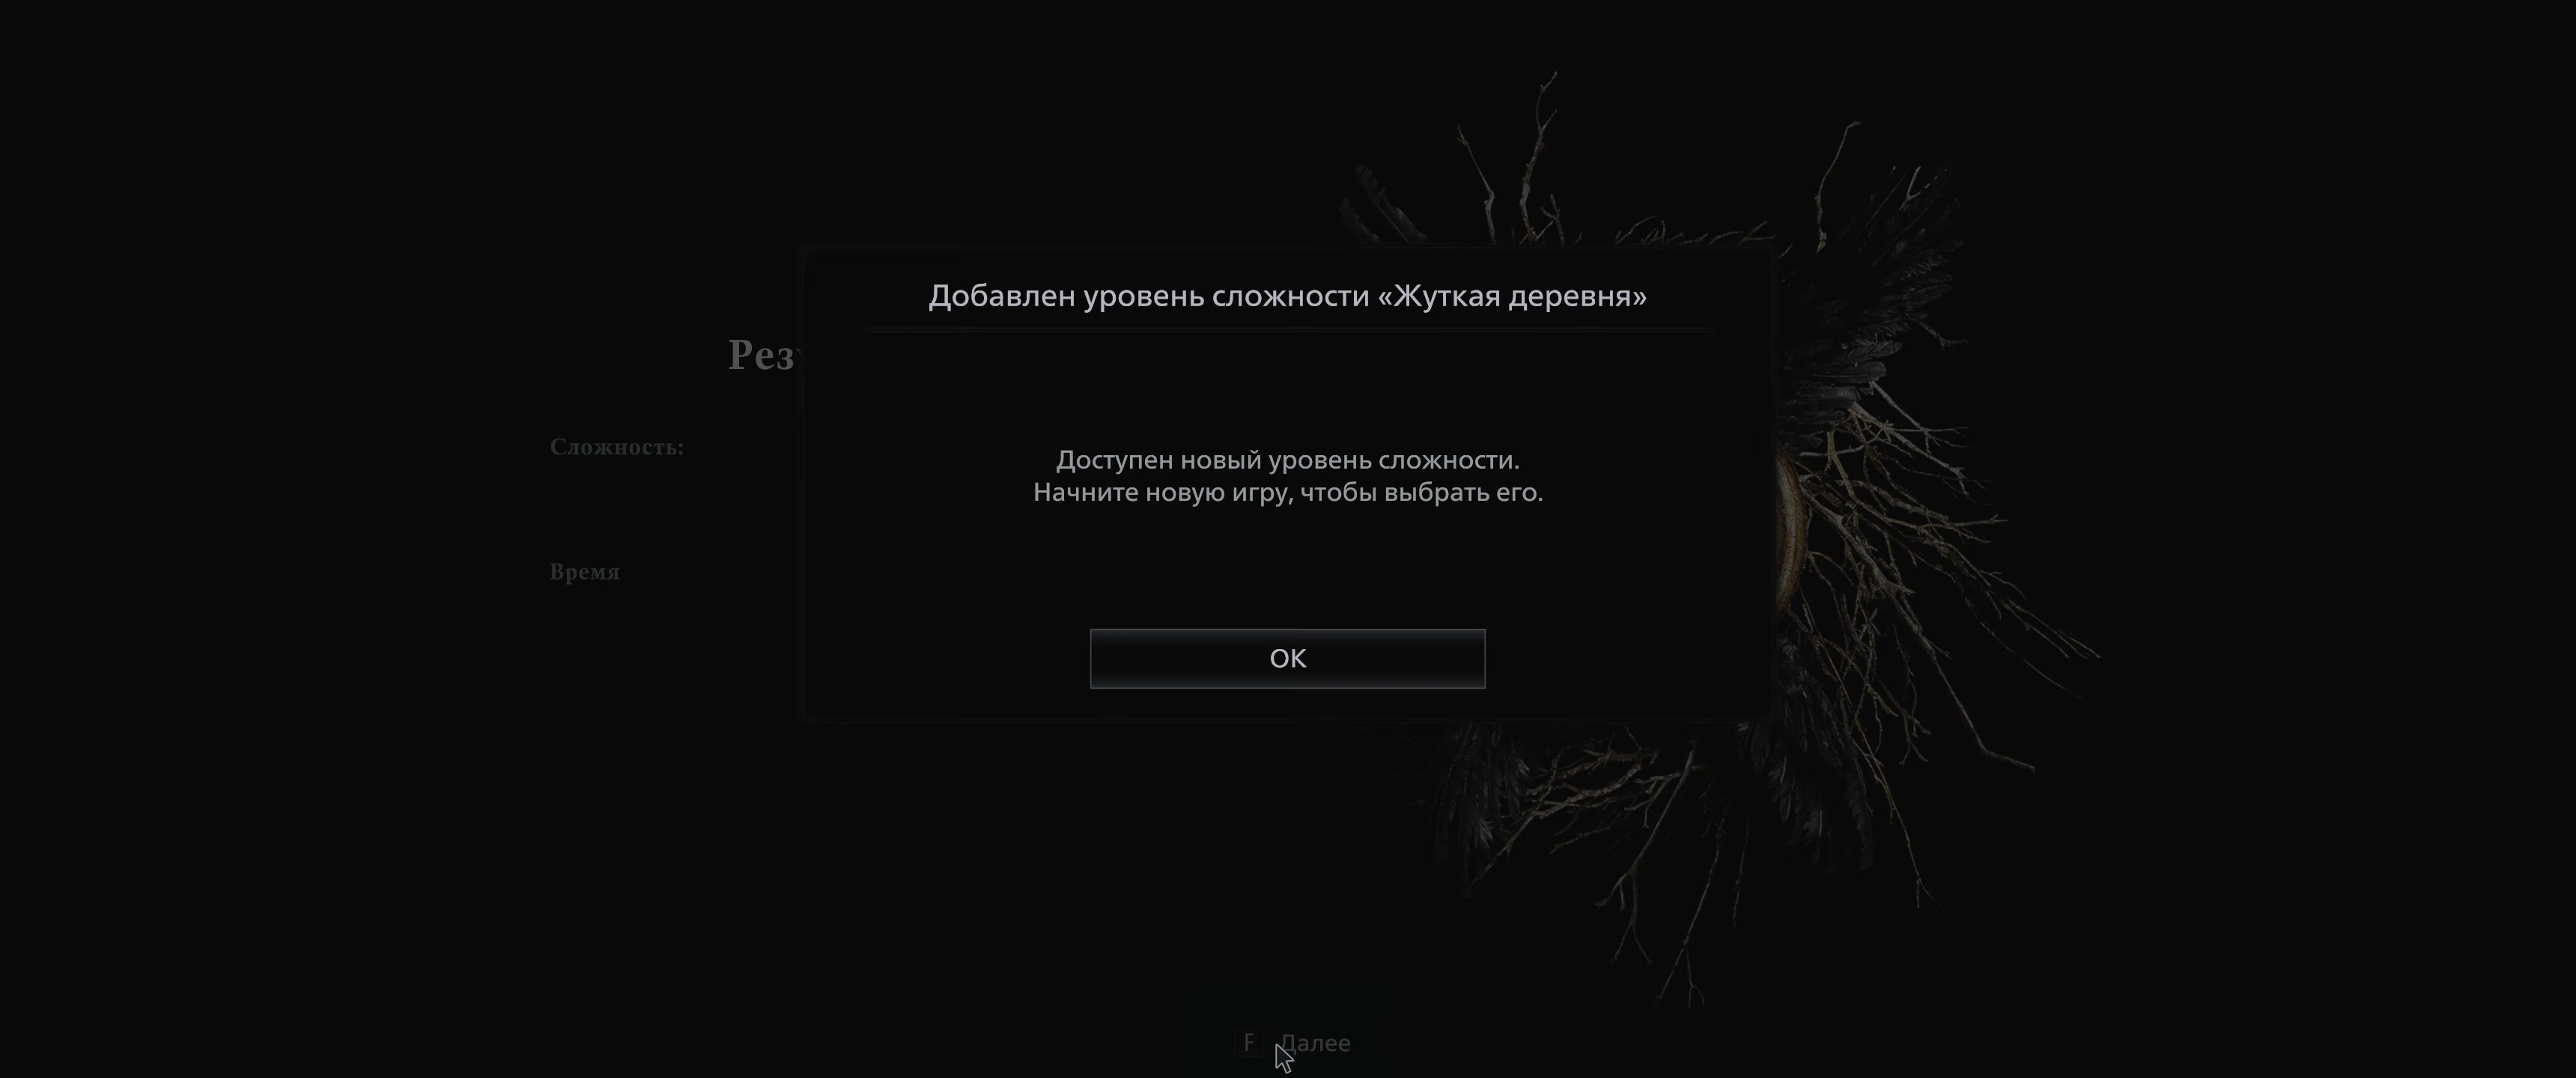 Добавлен уровень сложности «Жуткая деревня»
Доступен новый уровень сложности.
Начните новую игру, чтобы выбрать его.
OK
Сложность:
Время
F Далее